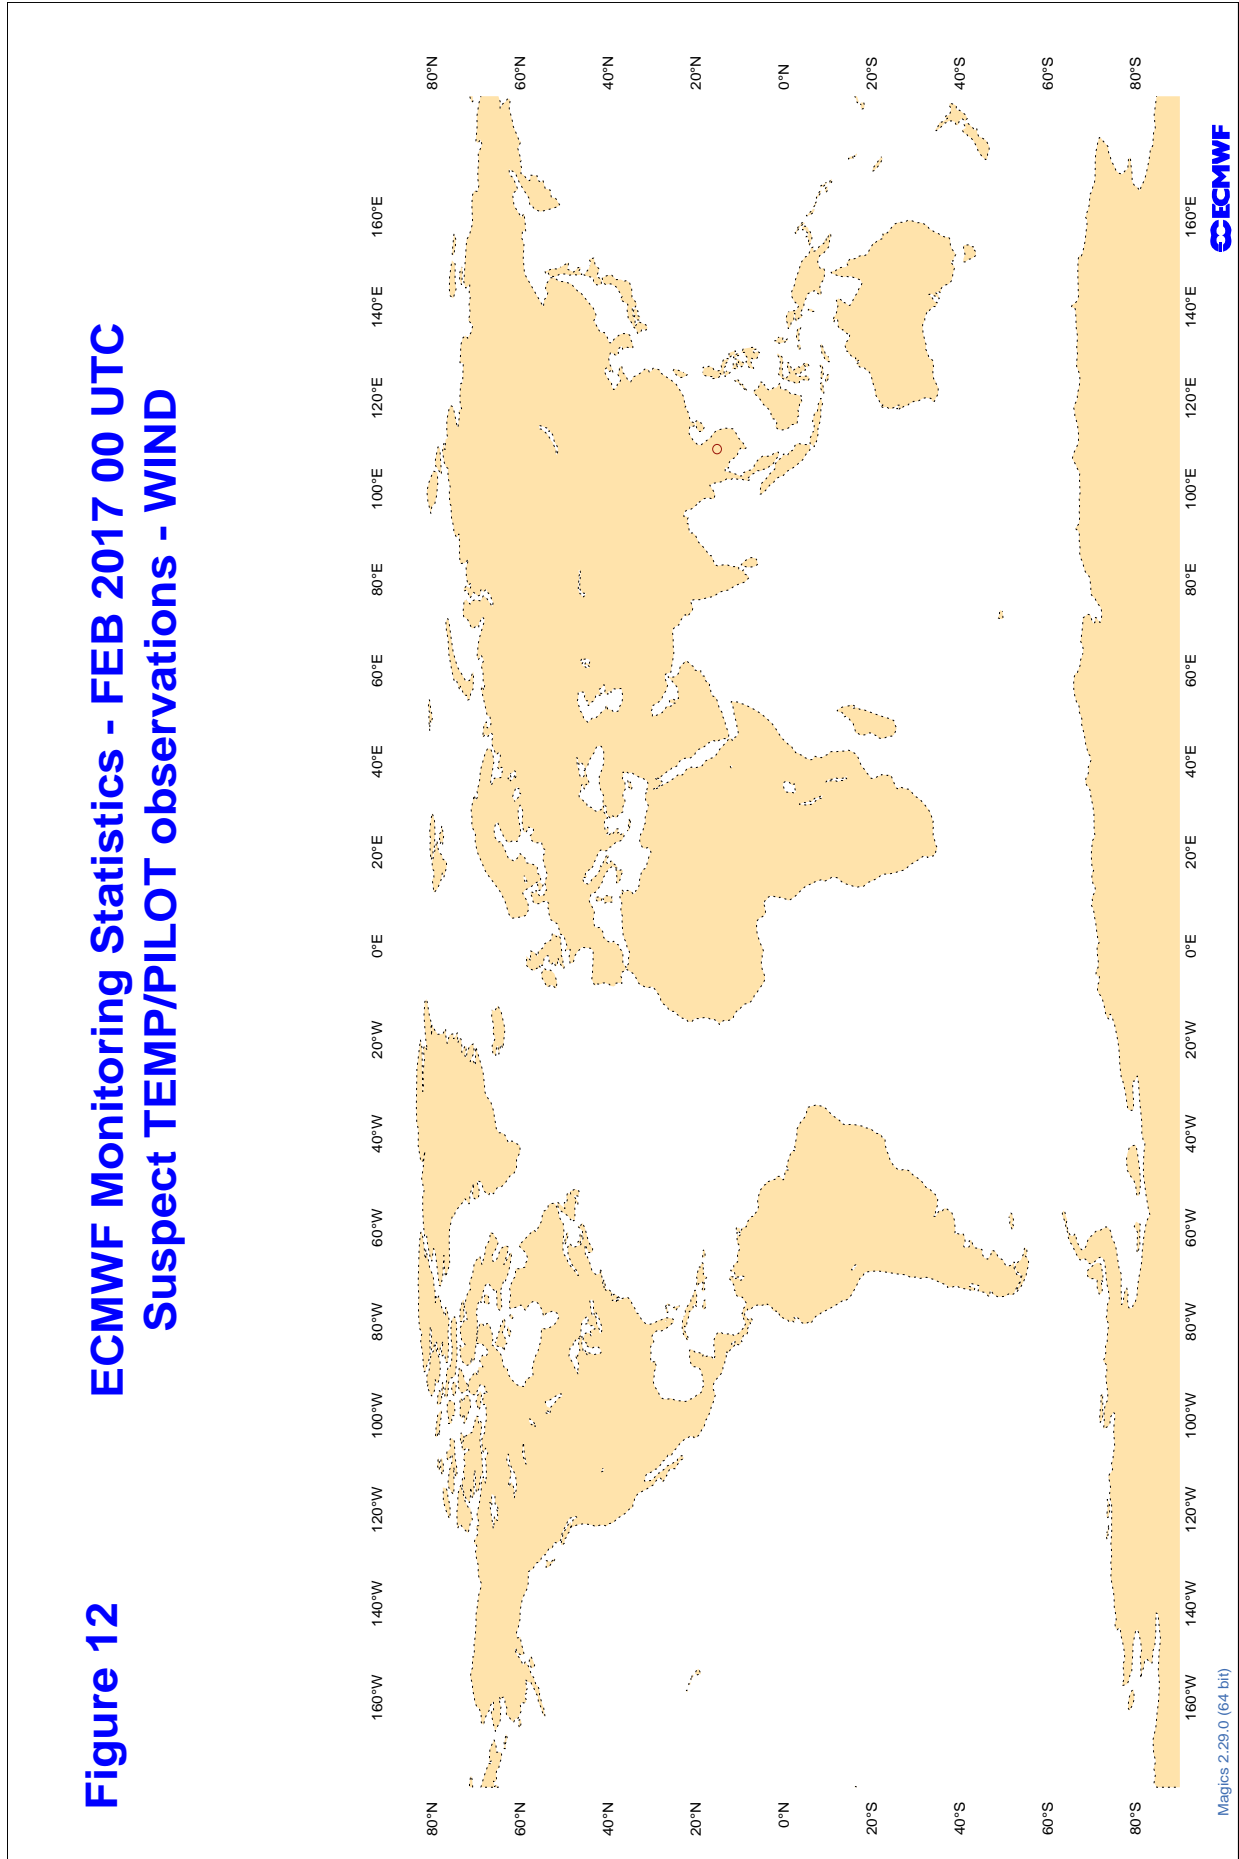 Figure 12
ECMWF Monitoring Statistics - FEB 2017 00 UTC
Suspect TEMP/PILOT observations - WIND
160°W 140°W 120°W 100°W 80°W 60°W 40°W 20°W 0°E 20°E 40°E 60°E 80°E 100°E 120°E 140°E 160°E
80°N 80°N
60°N 60°N
40°N 40°N
20°N 20°N
0°N 0°N
20°S 20°S
40°S 40°S
60°S 60°S
80°S 80°S
160°W 140°W 120°W 100°W 80°W 60°W 40°W 20°W 0°E 20°E 40°E 60°E 80°E 100°E 120°E 140°E 160°E
Magics 2.29.0 (64 bit)
ECMWF